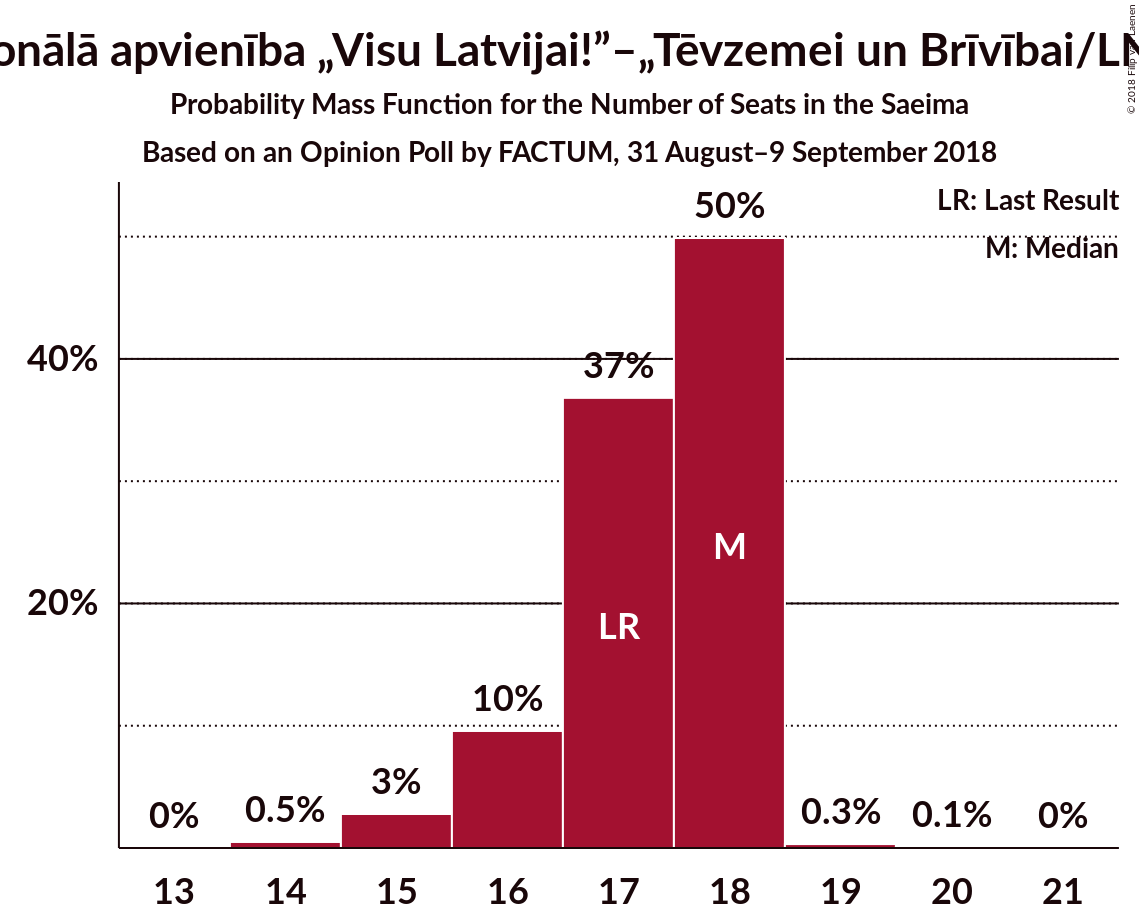 onālā apvienība „Visu Latvijai!”–„Tēvzemei un Brīvībai/LN
© 2018 Filip van Laenen
Probability Mass Function for the Number of Seats in the Saeima
Based on an Opinion Poll by FACTUM, 31 August–9 September 2018
LR: Last Result
M: Median
50%
40%
37%
M
20%
LR
10%
3%
0.5%
0%
0.3%
0.1%
0%
13 14 15 16 17 18 19 20 21